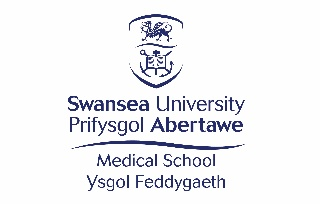 Swansea University
Prifysgol Abertawe
Medical School
Ysgol Feddygaeth